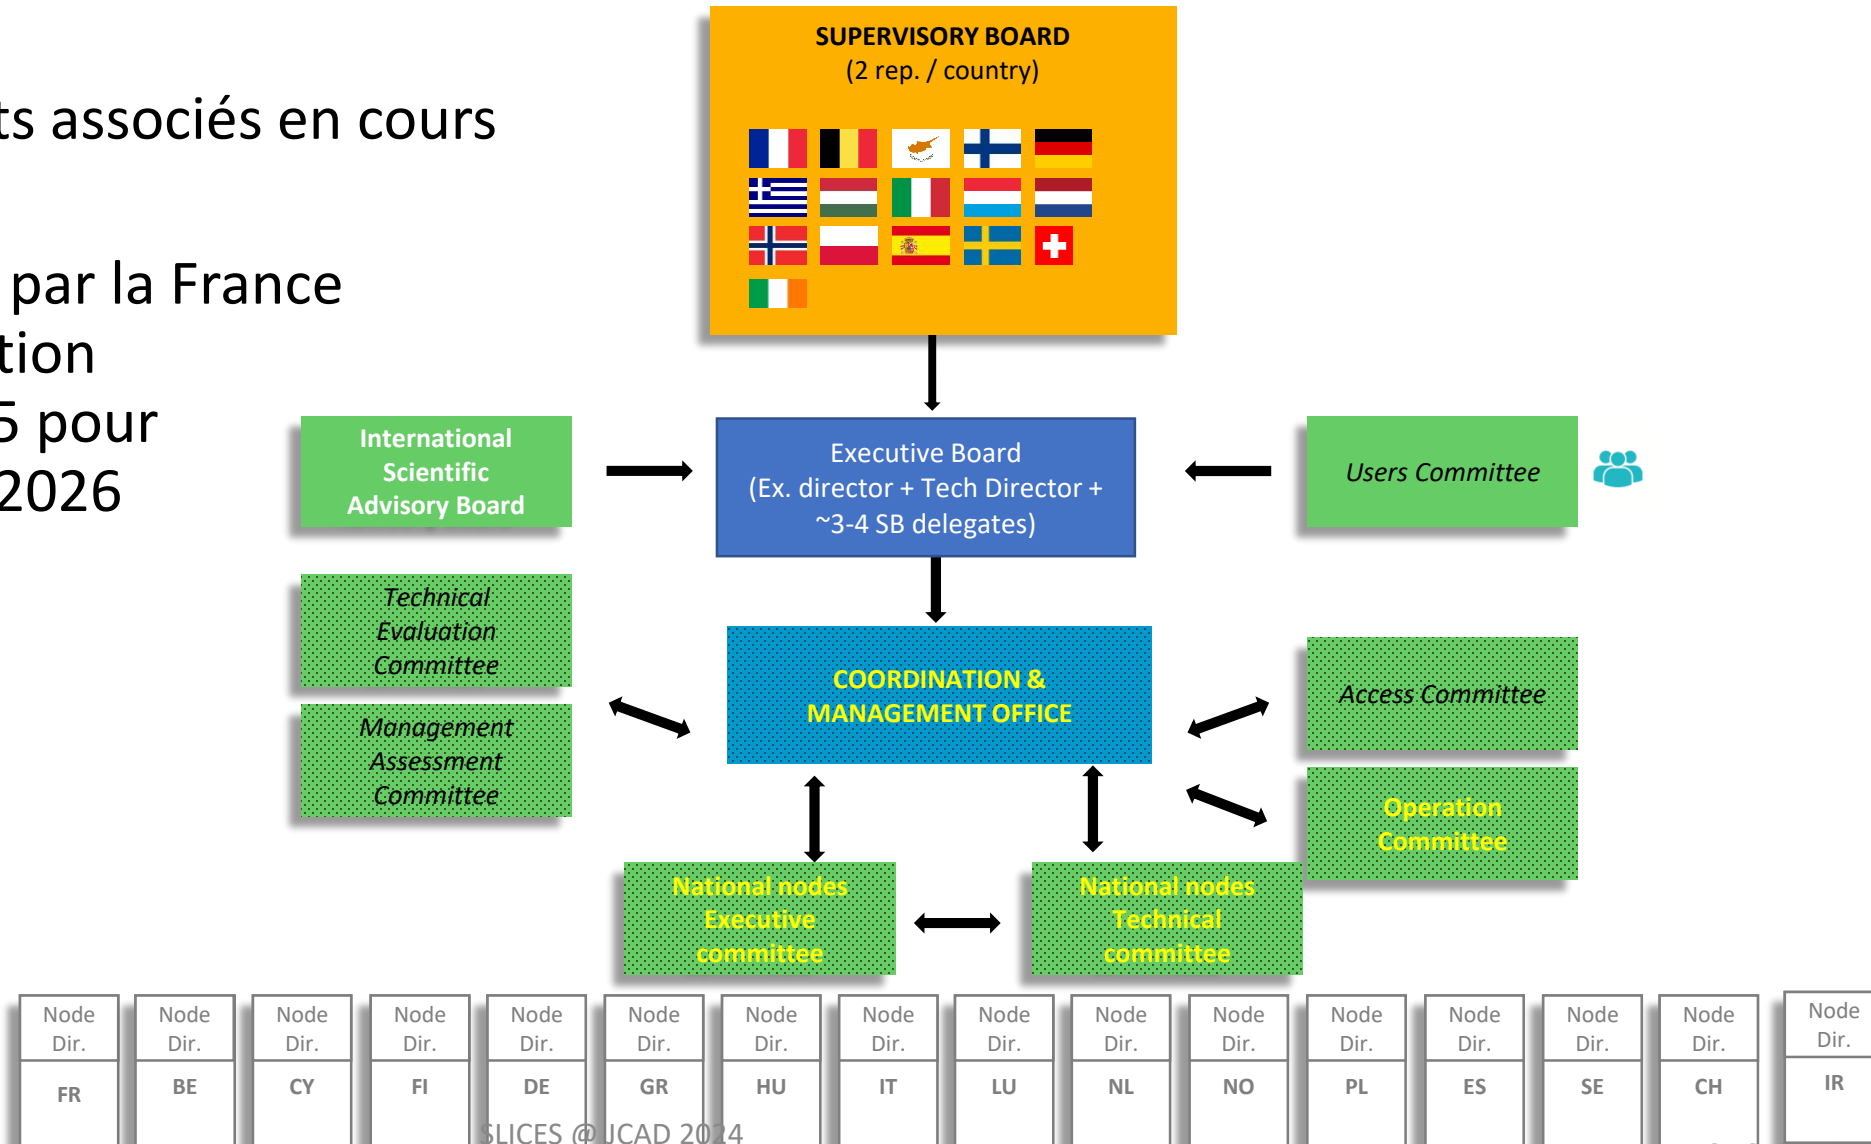 SUPERVISORY BOARD
(2 rep. / country)
ts associés en cours
par la France
tion
5 pour
2026
International
Scientific
Advisory Board
Executive Board
(Ex. director + Tech Director +
~3-4 SB delegates)
Users Committee
Technical
Evaluation
Committee
Management
Assessment
Committee
COORDINATION &
MANAGEMENT OFFICE
Access Committee
Operation
Committee
National nodes
Executive
committee
National nodes
Technical
committee
Node
Dir.
FR
Node
Dir.
BE
Node
Dir.
CY
Node
Dir.
FI
Node
Dir.
DE
Node
Dir.
GR
Node
Dir.
HU
Node
Dir.
IT
Node
Dir.
LU
Node
Dir.
NL
Node
Dir.
NO
Node
Dir.
PL
Node
Dir.
ES
Node
Dir.
SE
Node
Dir.
CH
Node
Dir.
IR
SLICES @ JCAD 2024